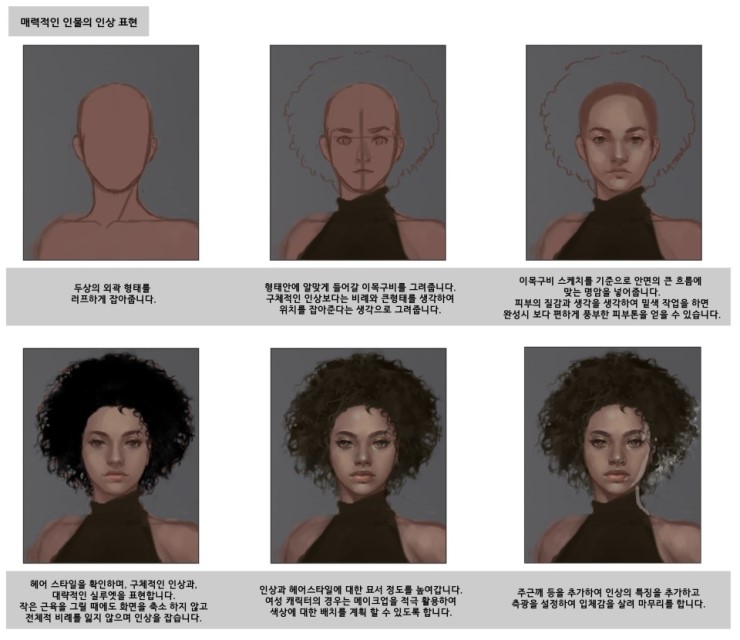 매력적인 인물의 인상 표현
두상의 외곽 형태를
러프하게 잡아줍니다.
형태안에 알맞게 들어갈 이목구비를 그려줍니다.
구체적인 인상보다는 비례와 큰형태를 생각하여
위치를 잡아준다는 생각으로 그려줍니다.
이목구비 스케치를 기준으로 안면의 큰 흐름에
맞는 명암을 넣어줍니다.
피부의 질감과 생각을 생각하여 밑색 작업을 하면
완성시 보다 편하게 풍부한 피부톤을 얻을 수 있습니다.
헤어 스타일을 확인하며, 구체적인 인상과,
대략적인 실루엣을 표현합니다.
작은 근육을 그릴 때에도 화면을 축소 하지 않고
전체적 비례를 잃지 않으며 인상을 잡습니다.
인상과 헤어스타일에 대한 묘서 정도를 높여갑니다.
여성 캐릭터의 경우는 메이크업을 적극 활용하여
색상에 대한 배치를 계획 할 수 있도록 합니다.
주근깨 등을 추가하여 인상의 특징을 추가하고
측광을 설정하여 입체감을 살려 마무리를 합니다.